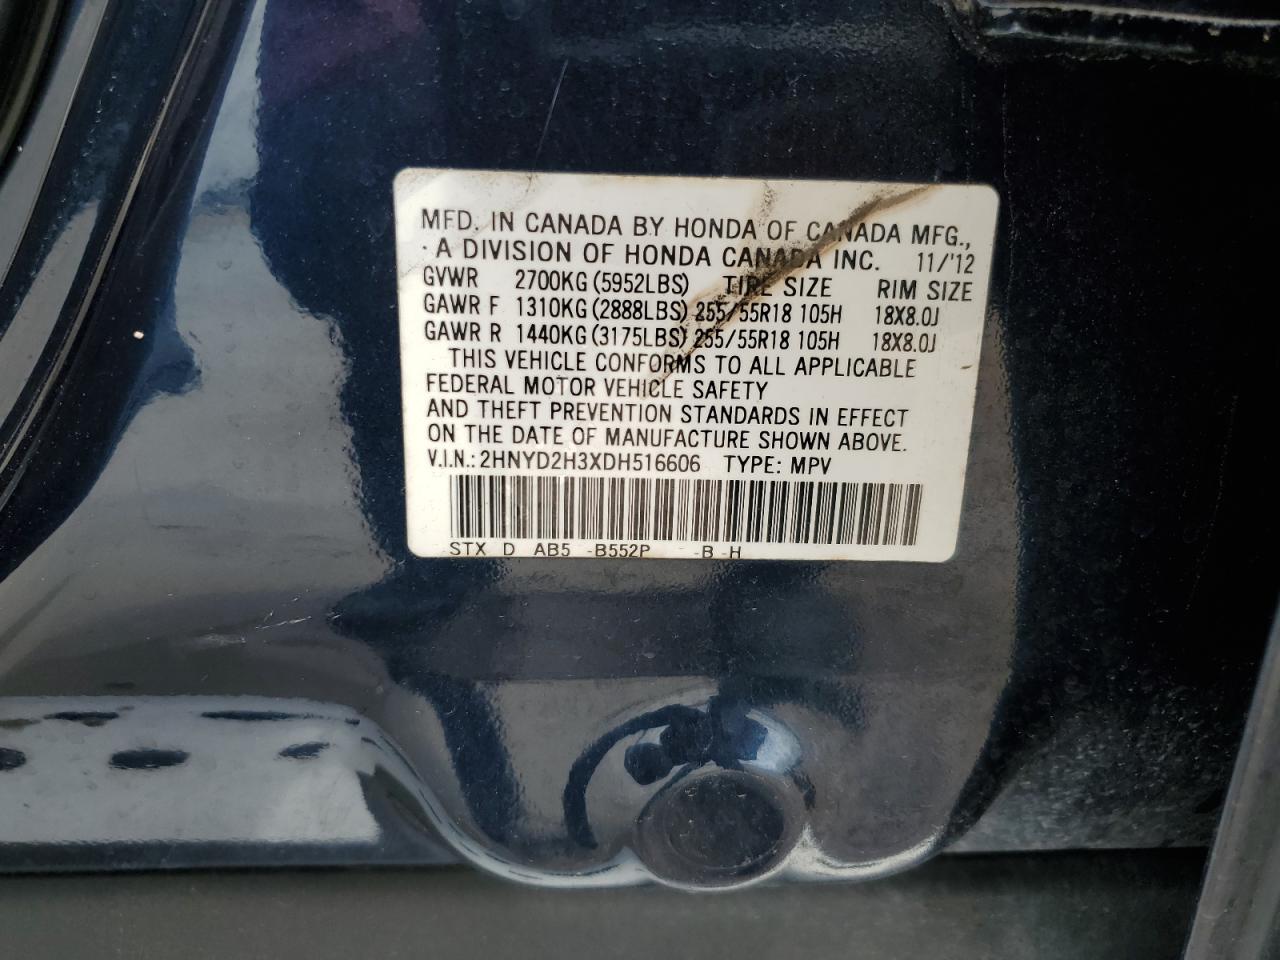 MFD. IN CANADA BY HONDA OF CANADA MFG.,
· A DIVISION OF HONDA CANADA INC. 11/'12
GVWR 2700KG (5952LBS) TIRE SIZE RIM SIZE
GAWR F 1310KG (2888LBS) 255/55R18 105H 18X8.0J
GAWR R 1440KG (3175LBS) 255/55R18 105H 18X8.0J
THIS VEHICLE CONFORMS TO ALL APPLICABLE
FEDERAL MOTOR VEHICLE SAFETY
AND THEFT PREVENTION STANDARDS IN EFFECT
ON THE DATE OF MANUFACTURE SHOWN ABOVE.
V.I.N.: 2HNYD2H3XDH516606 TYPE: MPV
STX D AB5 -B552P -B -H